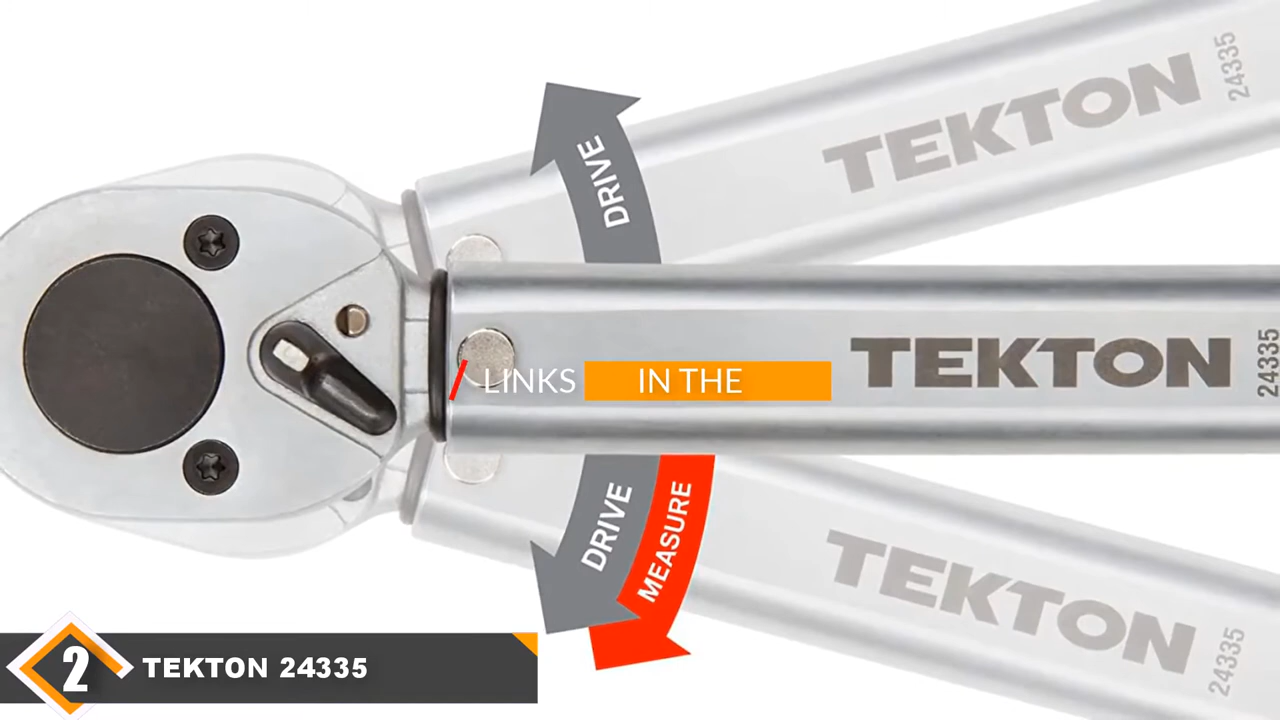 TEKTON 24335
DRIVE
TEKTON 24335
LINKS IN THE
DRIVE
MEASURE
TEKTON 24335
2 TEKTON 24335